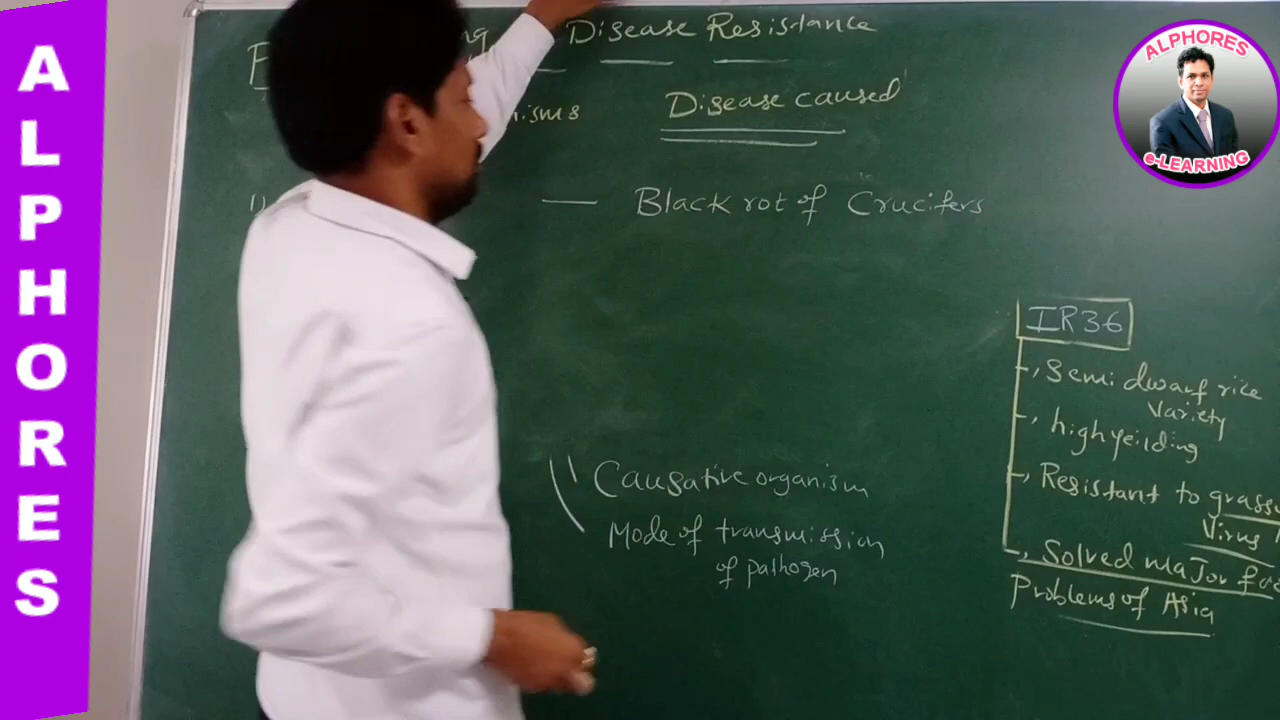 ALPHORES
ALPHORES
e-LEARNING
Disease Resistance
Disease caused
1)
— Black rot of Crucifers
IR36
Semi dwarf rice
Variety
high yeilding
Resistant to
Virus
Solved major
Problems of Asia
Causative organism
Mode of transmission
of pathogen